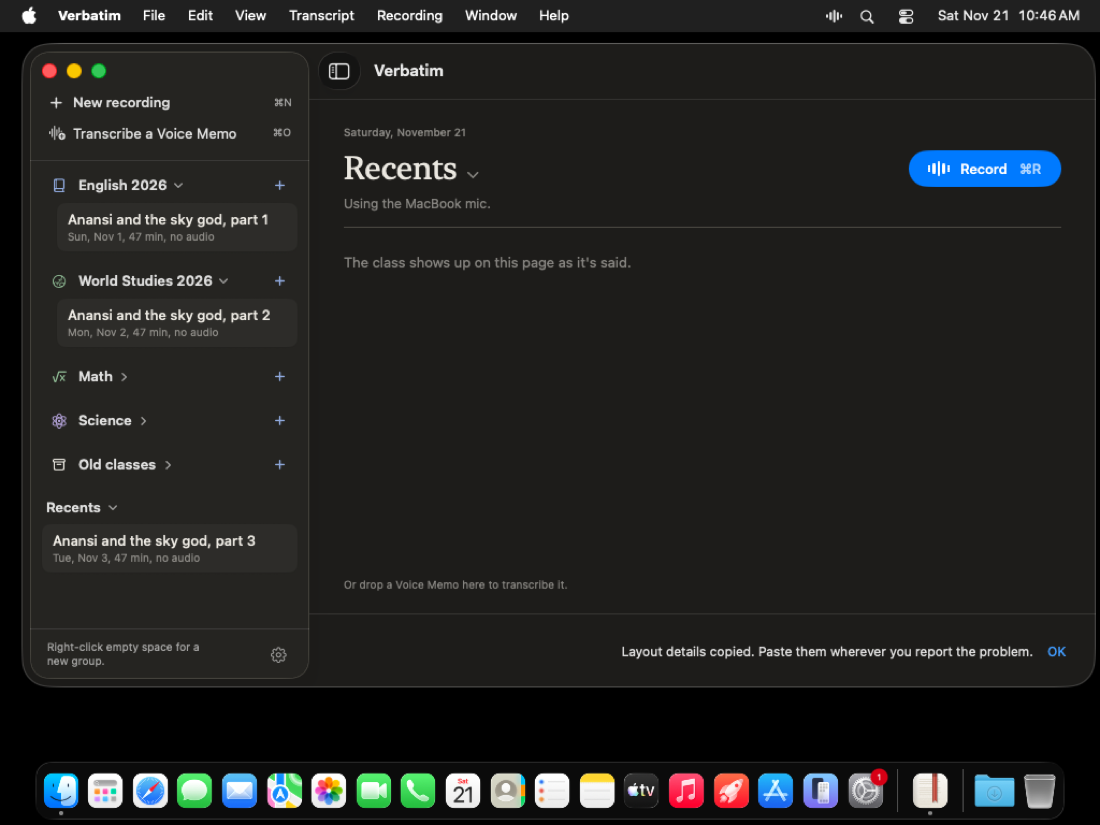 Verbatim File Edit View Transcript Recording Window Help Sat Nov 21 10:46 AM
Verbatim
+ New recording ⌘N
Transcribe a Voice Memo ⌘O
English 2026 +
Anansi and the sky god, part 1
Sun, Nov 1, 47 min, no audio
World Studies 2026 +
Anansi and the sky god, part 2
Mon, Nov 2, 47 min, no audio
√x Math +
Science +
Old classes +
Recents
Anansi and the sky god, part 3
Tue, Nov 3, 47 min, no audio
Right-click empty space for a
new group.
Saturday, November 21
Recents
Record ⌘R
Using the MacBook mic.
The class shows up on this page as it's said.
Or drop a Voice Memo here to transcribe it.
Layout details copied. Paste them wherever you report the problem. OK
Sat
21
tv
1